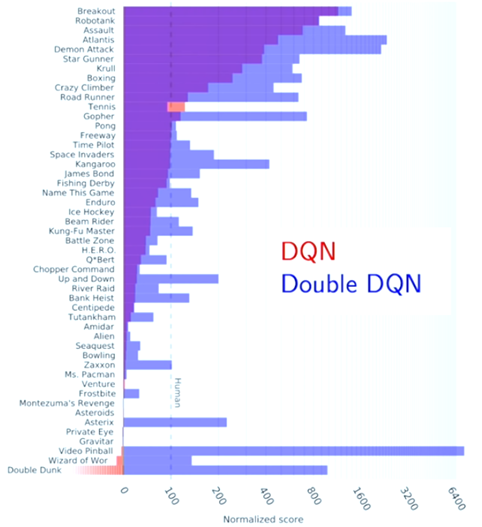 Breakout
Robotank
Assault
Atlantis
Demon Attack
Star Gunner
Krull
Boxing
Crazy Climber
Road Runner
Tennis
Gopher
Pong
Freeway
Time Pilot
Space Invaders
Kangaroo
James Bond
Fishing Derby
Name This Game
Enduro
Ice Hockey
Beam Rider
Kung-Fu Master
Battle Zone
H.E.R.O.
Q*Bert
Chopper Command
Up and Down
River Raid
Bank Heist
Centipede
Tutankham
Amidar
Alien
Seaquest
Bowling
Zaxxon
Ms. Pacman
Venture
Frostbite
Montezuma's Revenge
Asteroids
Asterix
Private Eye
Gravitar
Video Pinball
Wizard of Wor
Double Dunk
DQN
Double DQN
Human
0 100 200 400 800 1600 3200 6400
Normalized score